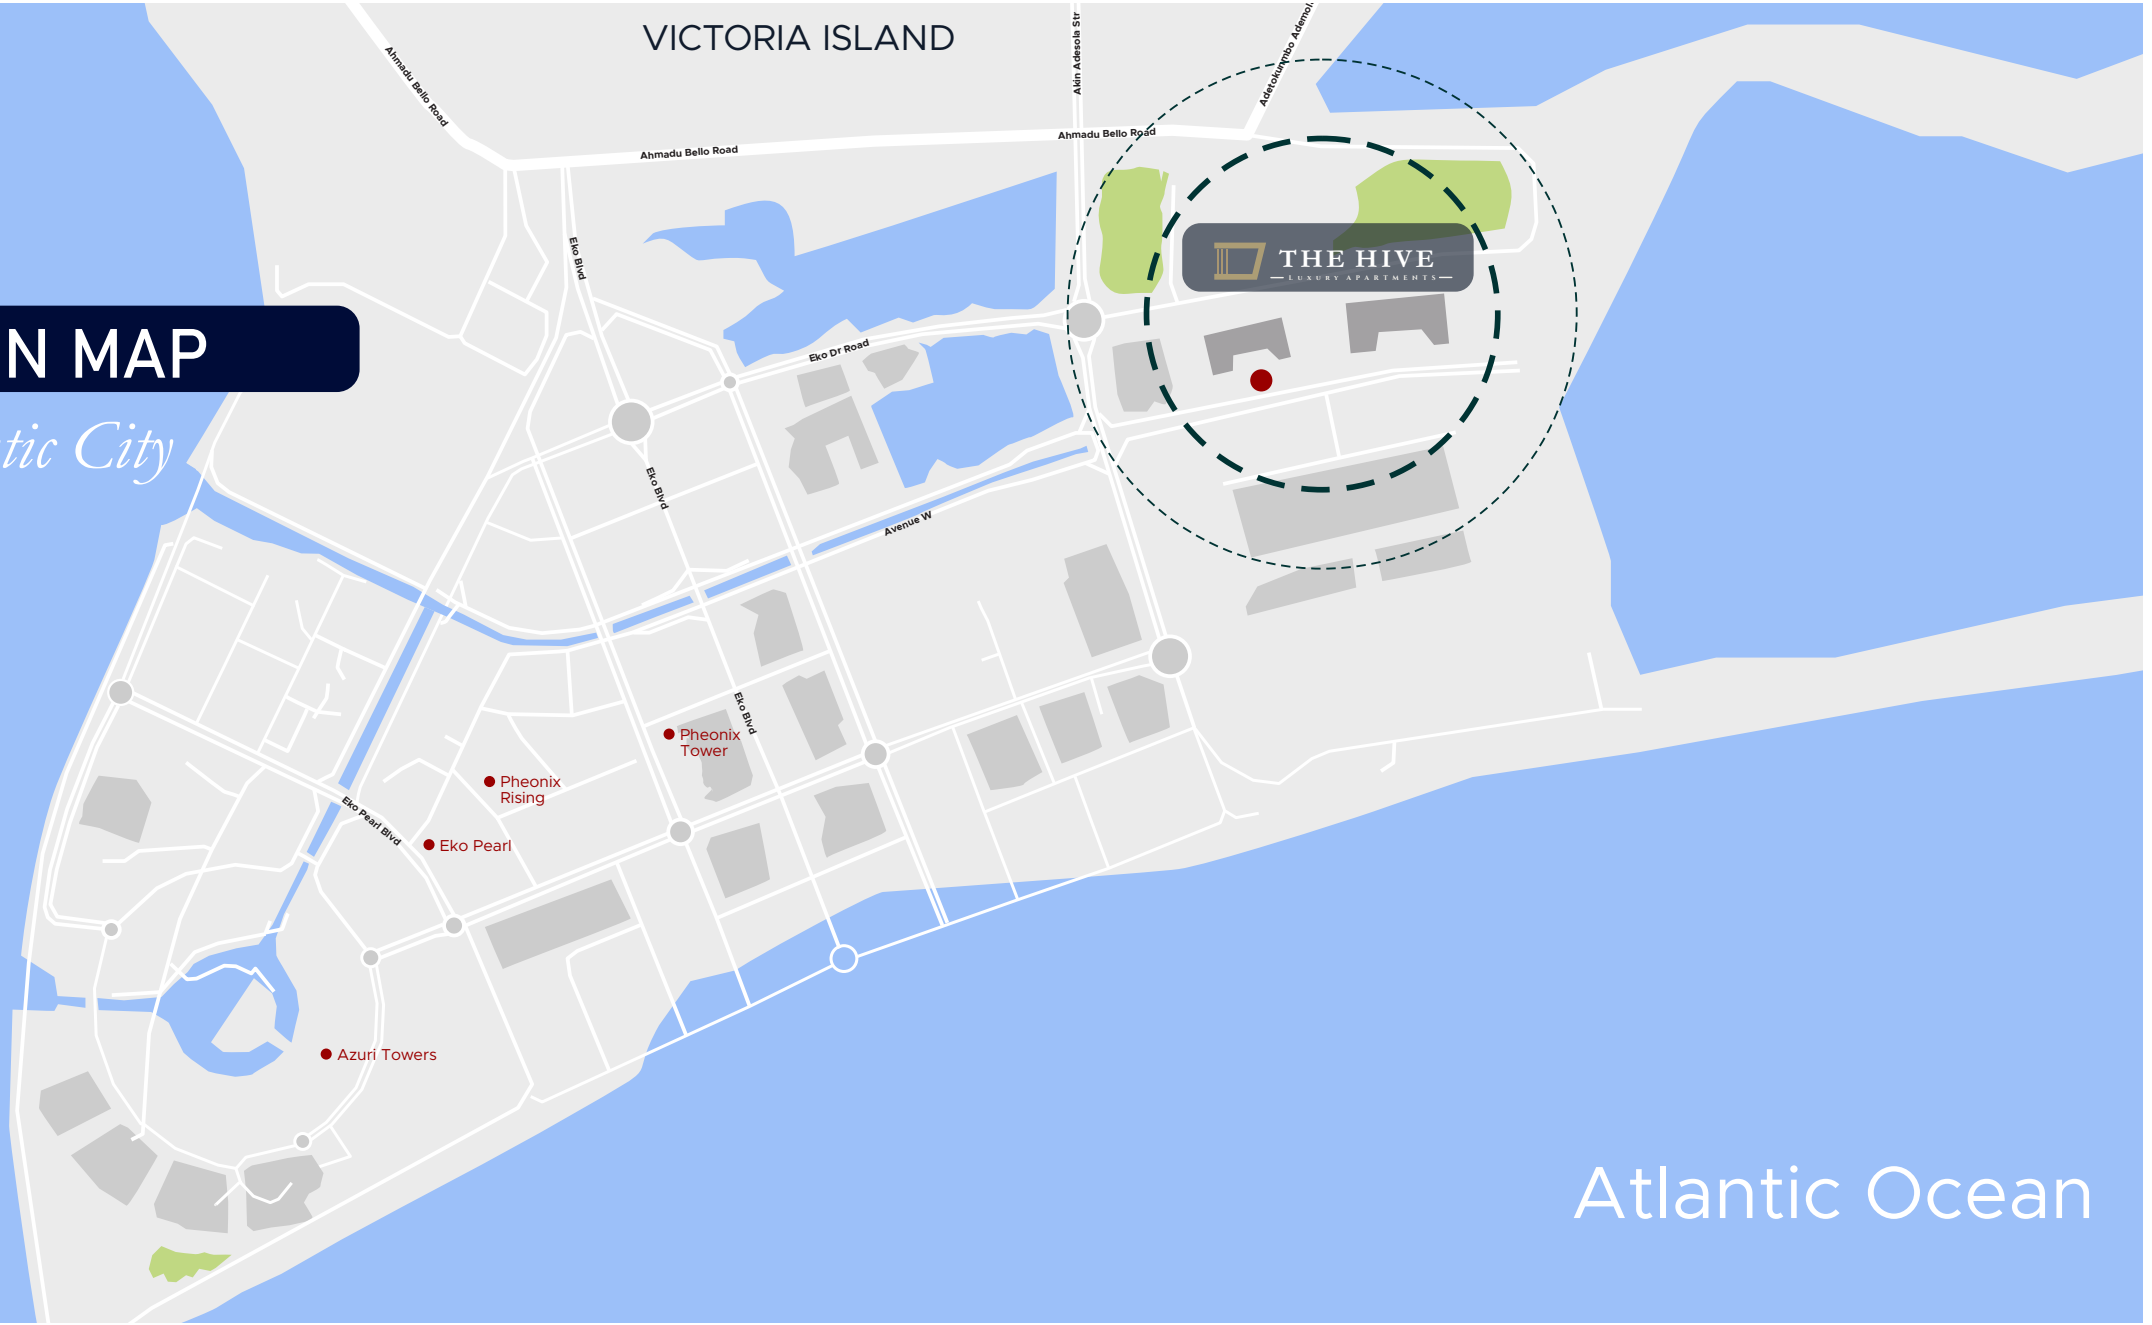 VICTORIA ISLAND
Akin Adesola Str
Ahmadu Bello Road
Ahmadu Bello Road
Ahmadu Bello Road
Eko Blvd
THE HIVE
LUXURY APARTMENTS
N MAP
tic City
Eko Dr Road
Eko Blvd
Avenue W
Eko Blvd
Pheonix
Tower
Pheonix
Rising
Eko Pearl Blvd
Eko Pearl
Azuri Towers
Atlantic Ocean